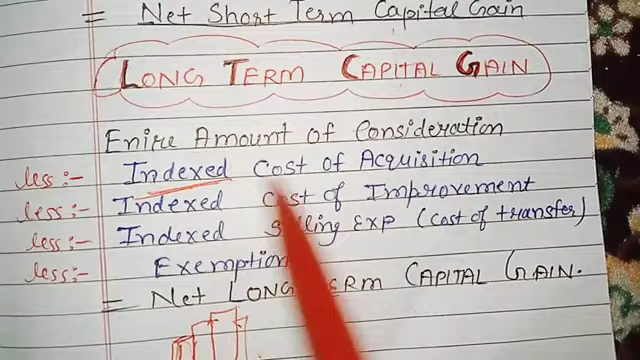 = Net Short Term Capital Gain
LONG TERM CAPITAL GAIN
Enire Amount of Consideration
less:- Indexed Cost of Acquisition
less:- Indexed Cost of Improvement
less:- Indexed Exp (cost of transfer)
less:- Exemption
= Net LONG CAPITAL GAIN.